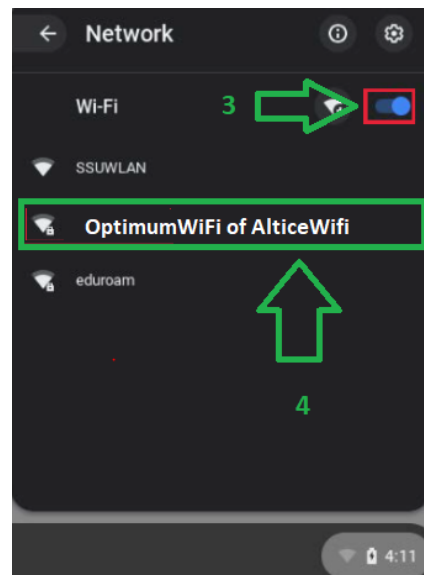 Network
Wi-Fi
3
SSUWLAN
OptimumWiFi of AlticeWifi
eduroam
4
4:11